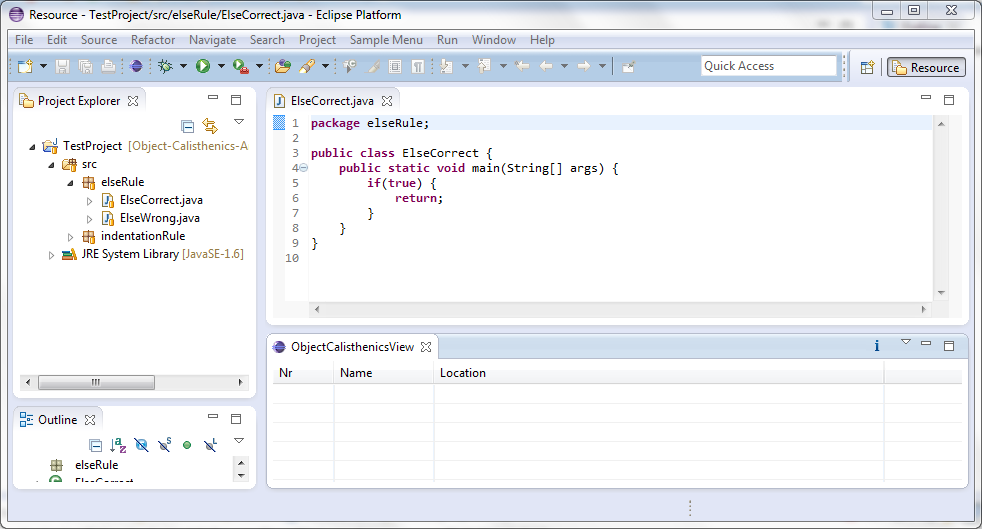 Resource - TestProject/src/elseRule/ElseCorrect.java - Eclipse Platform
File Edit Source Refactor Navigate Search Project Sample Menu Run Window Help
Quick Access
Resource
Project Explorer
TestProject [Object-Calisthenics-A
src
elseRule
ElseCorrect.java
ElseWrong.java
indentationRule
JRE System Library [JavaSE-1.6]
Outline
elseRule
ElseCorrect
ElseCorrect.java
1 package elseRule;
2
3 public class ElseCorrect {
4 public static void main(String[] args) {
5 if(true) {
6 return;
7 }
8 }
9 }
10
ObjectCalisthenicsView
Nr Name Location